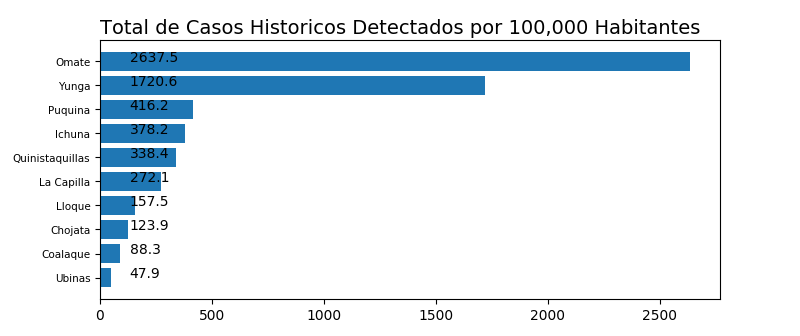 Total de Casos Historicos Detectados por 100,000 Habitantes
Omate 2637.5
Yunga 1720.6
Puquina 416.2
Ichuna 378.2
Quinistaquillas 338.4
La Capilla 272.1
Lloque 157.5
Chojata 123.9
Coalaque 88.3
Ubinas 47.9
0 500 1000 1500 2000 2500